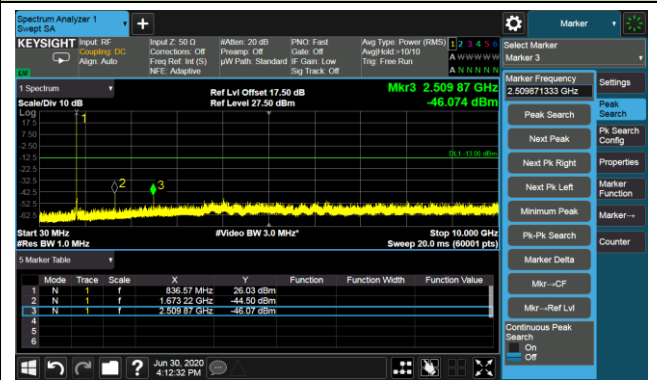 Spectrum Analyzer 1
Swept SA
+
Marker
KEYSIGHT
Input: RF
Coupling: DC
Align: Auto
Input Z: 50 Ω
Corrections: Off
Freq Ref: Int (S)
NFE: Adaptive
#Atten: 20 dB
Preamp: Off
µW Path: Standard
PNO: Fast
Gate: Off
IF Gain: Low
Sig Track: Off
Avg Type: Power (RMS)
Avg|Hold:>10/10
Trig: Free Run
1 2 3 4 5 6
A W W W W W
A N N N N N
Select Marker
Marker 3
1 Spectrum
Scale/Div 10 dB
Ref Lvl Offset 17.50 dB
Ref Level 27.50 dBm
Mkr3 2.509 87 GHz
-46.074 dBm
Log
17.5
7.50
-2.50
-12.5
-22.5
-32.5
-42.5
-52.5
-62.5
1
2
3
DL1 -13.00 dBm
Start 30 MHz
#Res BW 1.0 MHz
#Video BW 3.0 MHz*
Stop 10.000 GHz
Sweep 20.0 ms (60001 pts)
5 Marker Table
Mode Trace Scale X Y Function Function Width Function Value
1 N 1 f 836.57 MHz 26.03 dBm
2 N 1 f 1.673 22 GHz -44.50 dBm
3 N 1 f 2.509 87 GHz -46.07 dBm
4
5
6
Marker Frequency
2.509871333 GHz
Peak Search
Next Peak
Next Pk Right
Next Pk Left
Minimum Peak
Pk-Pk Search
Marker Delta
Mkr→CF
Mkr→Ref Lvl
Continuous Peak
Search
On
Off
Settings
Peak
Search
Pk Search
Config
Properties
Marker
Function
Marker→
Counter
?
Jun 30, 2020
4:12:32 PM